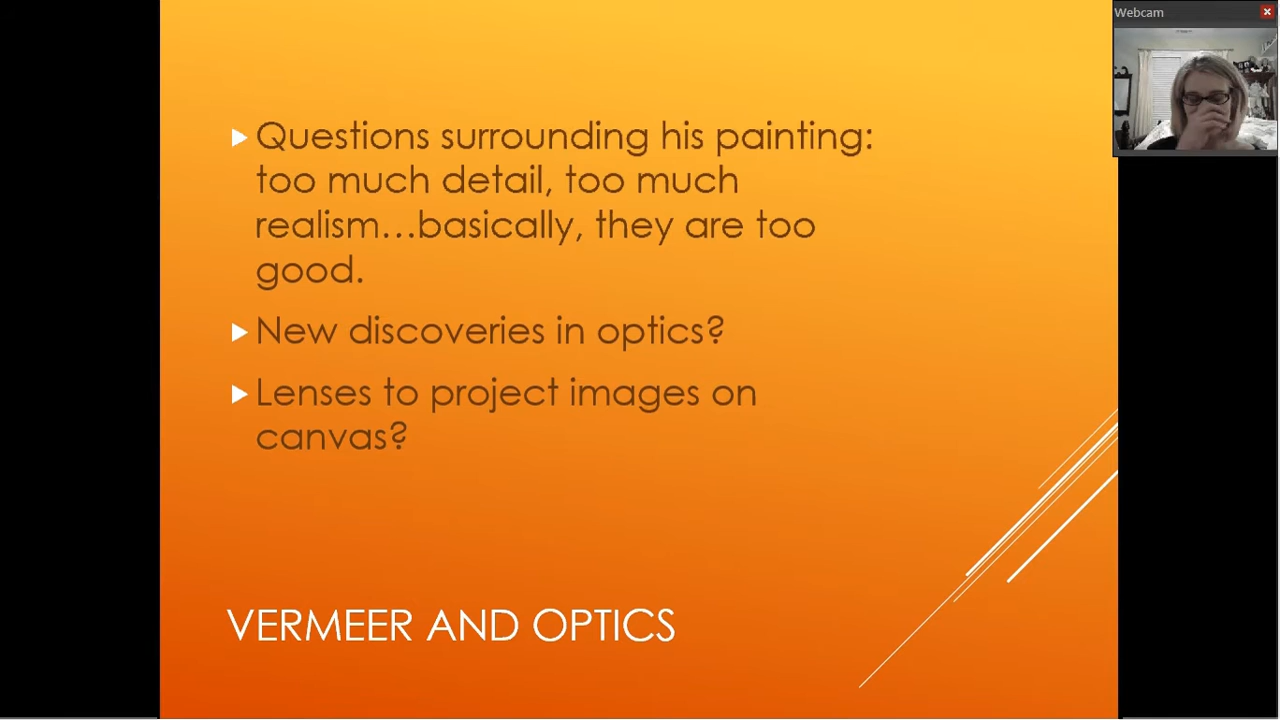 Webcam
Questions surrounding his painting:
too much detail, too much
realism…basically, they are too
good.
New discoveries in optics?
Lenses to project images on
canvas?
VERMEER AND OPTICS